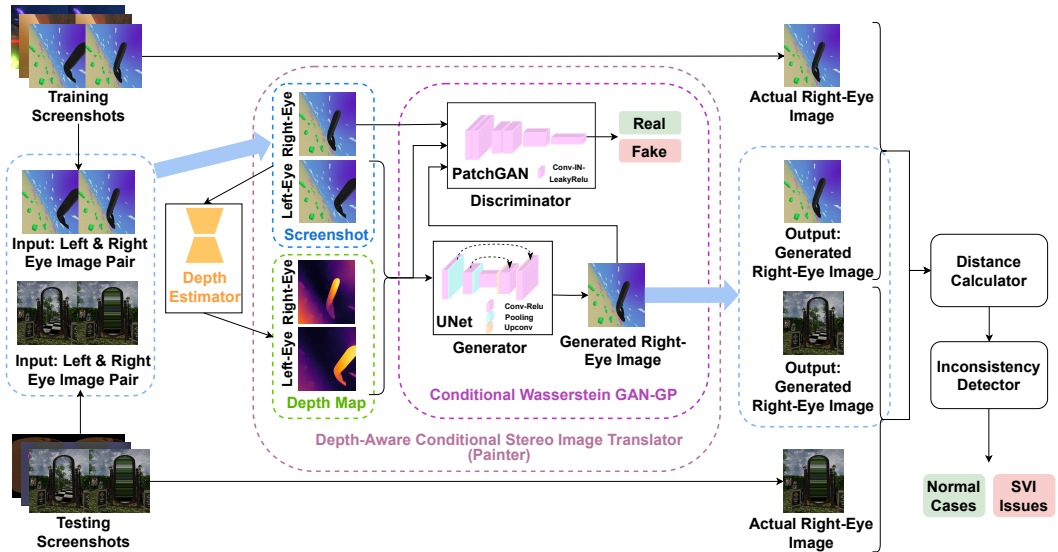 Training
Screenshots
Input: Left & Right
Eye Image Pair
Input: Left & Right
Eye Image Pair
Testing
Screenshots
Depth
Estimator
Right-Eye
Left-Eye
Screenshot
Right-Eye
Left-Eye
Depth Map
PatchGAN
Conv-IN-
LeakyRelu
Discriminator
Real
Fake
UNet
Conv-Relu
Pooling
Upconv
Generator
Generated Right-
Eye Image
Conditional Wasserstein GAN-GP
Depth-Aware Conditional Stereo Image Translator
(Painter)
Actual Right-Eye
Image
Output:
Generated
Right-Eye Image
Output:
Generated
Right-Eye Image
Actual Right-Eye
Image
Distance
Calculator
Inconsistency
Detector
Normal
Cases
SVI
Issues